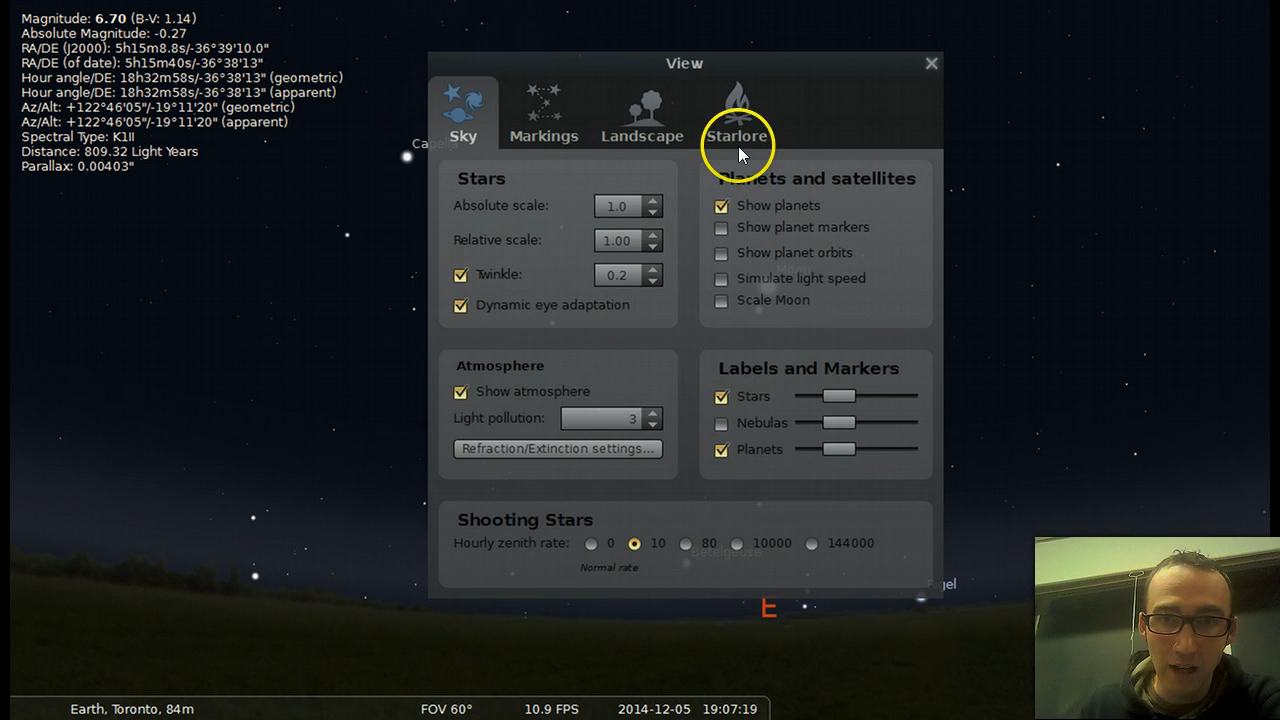 Magnitude: 6.70 (B-V: 1.14)
Absolute Magnitude: -0.27
RA/DE (J2000): 5h15m8.8s/-36°39'10.0"
RA/DE (of date): 5h15m40s/-36°38'13"
Hour angle/DE: 18h32m58s/-36°38'13" (geometric)
Hour angle/DE: 18h32m58s/-36°38'13" (apparent)
Az/Alt: +122°46'05"/-19°11'20" (geometric)
Az/Alt: +122°46'05"/-19°11'20" (apparent)
Spectral Type: K1II
Distance: 809.32 Light Years
Parallax: 0.00403"
View
Sky Markings Landscape Starlore
Capella
Stars
Absolute scale: 1.0
Relative scale: 1.00
Twinkle: 0.2
Dynamic eye adaptation
Planets and satellites
Show planets
Show planet markers
Show planet orbits
Simulate light speed
Scale Moon
Atmosphere
Show atmosphere
Light pollution: 3
Refraction/Extinction settings...
Labels and Markers
Stars
Nebulas
Planets
Shooting Stars
Hourly zenith rate: 0 10 80 10000 144000
Normal rate
Betelgeuse
gel
E
Earth, Toronto, 84m FOV 60° 10.9 FPS 2014-12-05 19:07:19